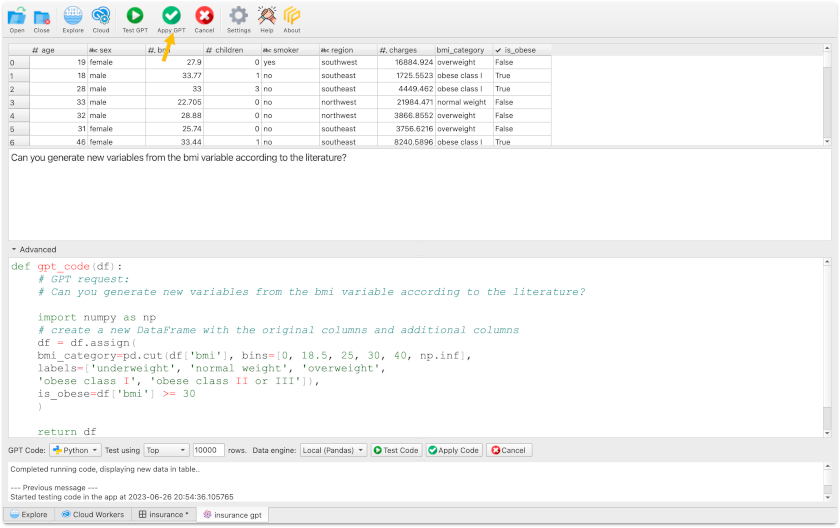 Open Close Explore Cloud Test GPT Appy GPT Cancel Settings Help About
# age abc sex #. bmi # children abc smoker abc region #. charges bmi_category is_obese
0 19 female 27.9 0 yes southwest 16884.924 overweight False
1 18 male 33.77 1 no southeast 1725.5523 obese class I True
2 28 male 33 3 no southeast 4449.462 obese class I True
3 33 male 22.705 0 no northwest 21984.471 normal weight False
4 32 male 28.88 0 no northwest 3866.8552 overweight False
5 31 female 25.74 0 no southeast 3756.6216 overweight False
6 46 female 33.44 1 no southeast 8240.5896 obese class I True
Can you generate new variables from the bmi variable according to the literature?
Advanced
def gpt_code(df):
# GPT request:
# Can you generate new variables from the bmi variable according to the literature?
import numpy as np
# create a new DataFrame with the original columns and additional columns
df = df.assign(
bmi_category=pd.cut(df['bmi'], bins=[0, 18.5, 25, 30, 40, np.inf],
labels=['underweight', 'normal weight', 'overweight',
'obese class I', 'obese class II or III']),
is_obese=df['bmi'] >= 30
)
return df
GPT Code: Python Test using Top 10000 rows. Data engine: Local (Pandas) Test Code Apply Code Cancel
Completed running code, displaying new data in table..
--- Previous message ---
Started testing code in the app at 2023-06-26 20:54:36.105765
Explore Cloud Workers insurance * insurance gpt